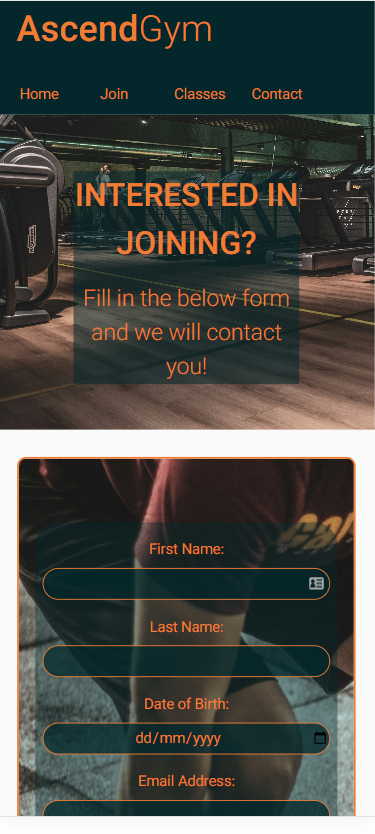 AscendGym
Home Join Classes Contact
INTERESTED IN
JOINING?
Fill in the below form
and we will contact
you!
First Name:
Last Name:
Date of Birth:
dd/mm/yyyy
Email Address: